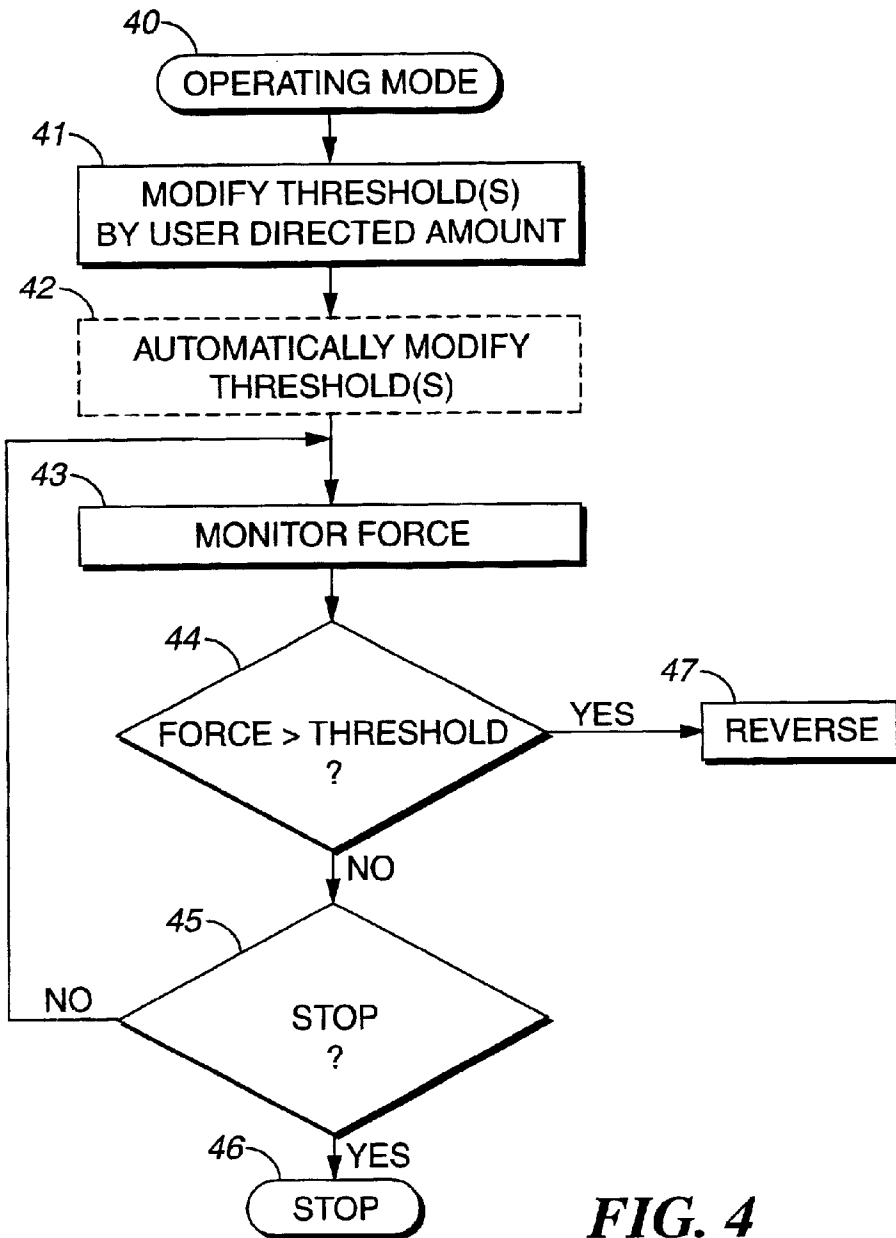 40
OPERATING MODE
41
MODIFY THRESHOLD(S)
BY USER DIRECTED AMOUNT
42
AUTOMATICALLY MODIFY
THRESHOLD(S)
43
MONITOR FORCE
44
FORCE > THRESHOLD
?
YES
47
REVERSE
NO
45
STOP
?
NO
YES
46
STOP
FIG. 4